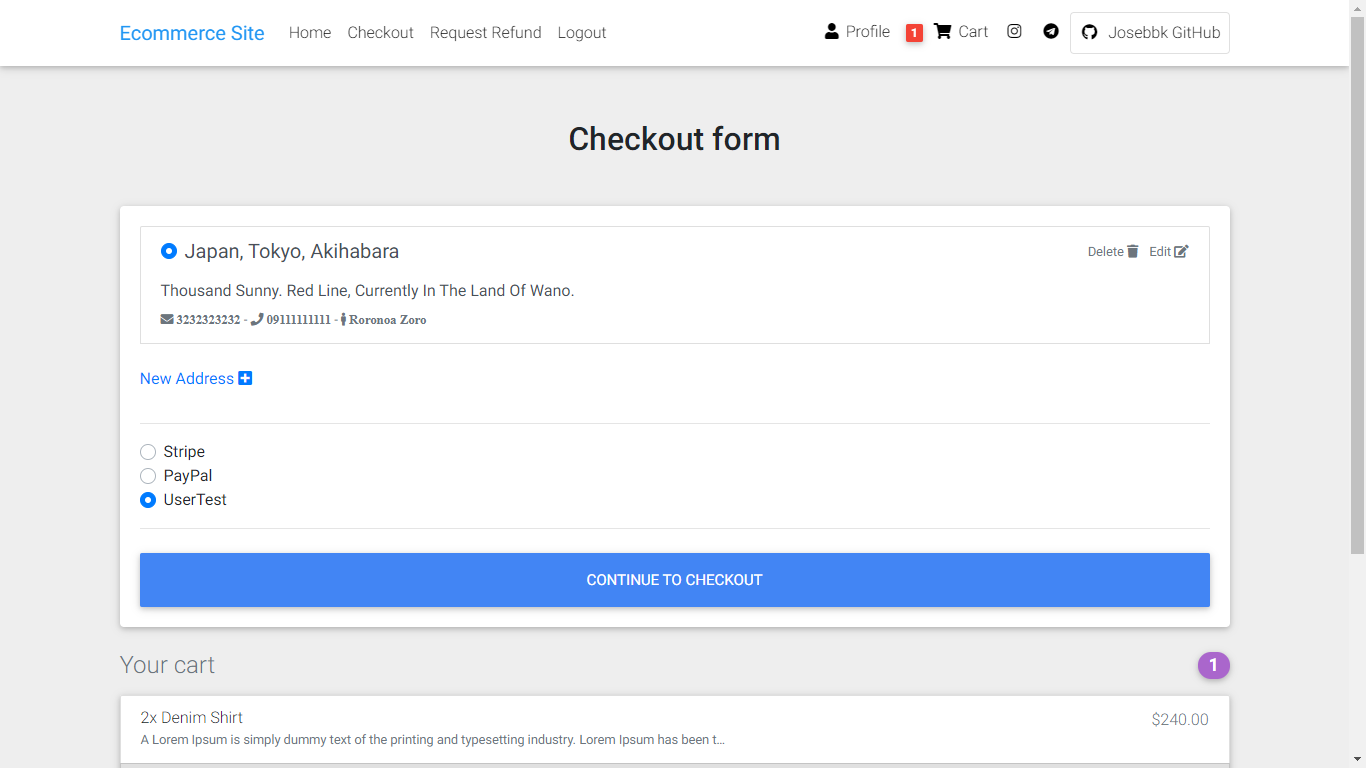 Ecommerce Site Home Checkout Request Refund Logout Profile 1 Cart Josebbk GitHub
Checkout form
Japan, Tokyo, Akihabara Delete Edit
Thousand Sunny. Red Line, Currently In The Land Of Wano.
3232323232 - 09111111111 - Roronoa Zoro
New Address
Stripe
PayPal
UserTest
CONTINUE TO CHECKOUT
Your cart 1
2x Denim Shirt $240.00
A Lorem Ipsum is simply dummy text of the printing and typesetting industry. Lorem Ipsum has been t...